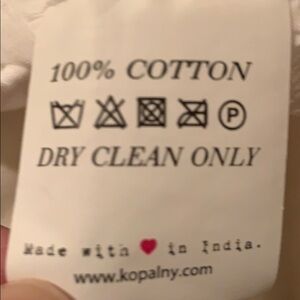 100% COTTON
P
DRY CLEAN ONLY
Made with ❤ in India.
www.kopalny.com